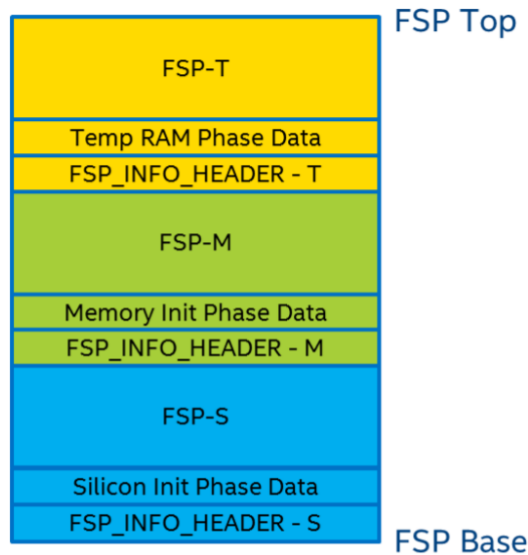 FSP Top
FSP-T
Temp RAM Phase Data
FSP_INFO_HEADER - T
FSP-M
Memory Init Phase Data
FSP_INFO_HEADER - M
FSP-S
Silicon Init Phase Data
FSP_INFO_HEADER - S
FSP Base